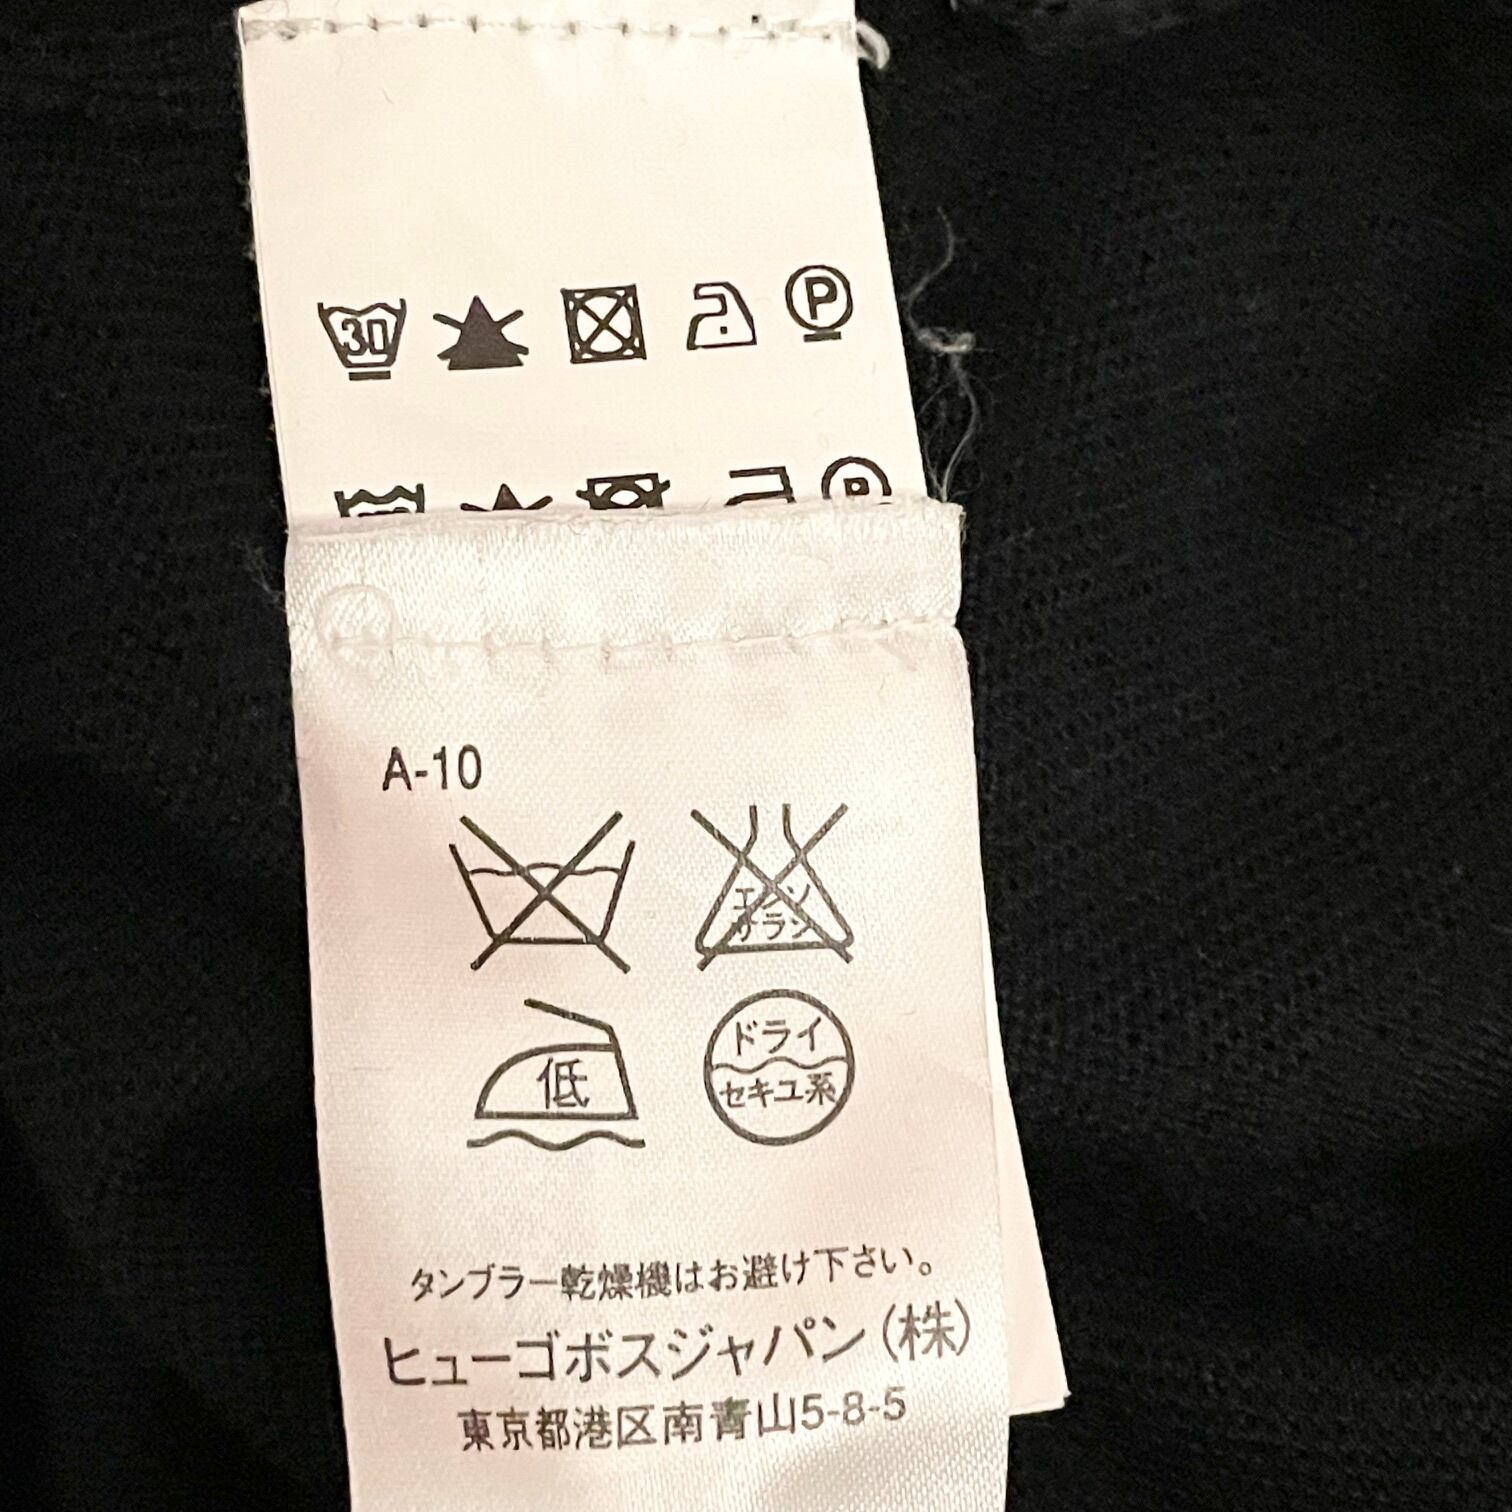 30
P
P
A-10
エンソ
サラシ
低
ドライ
セキユ系
タンブラー乾燥機はお避け下さい。
ヒューゴボスジャパン(株)
東京都港区南青山5-8-5